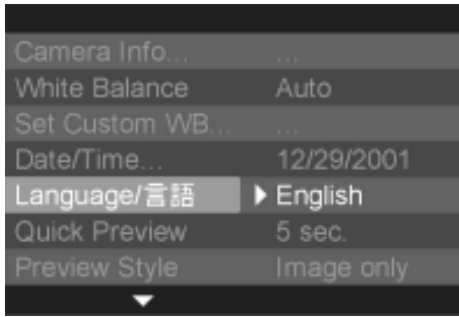 Camera Info... ...
White Balance Auto
Set Custom WB... ...
Date/Time... 12/29/2001
Language/言語 English
Quick Preview 5 sec.
Preview Style Image only